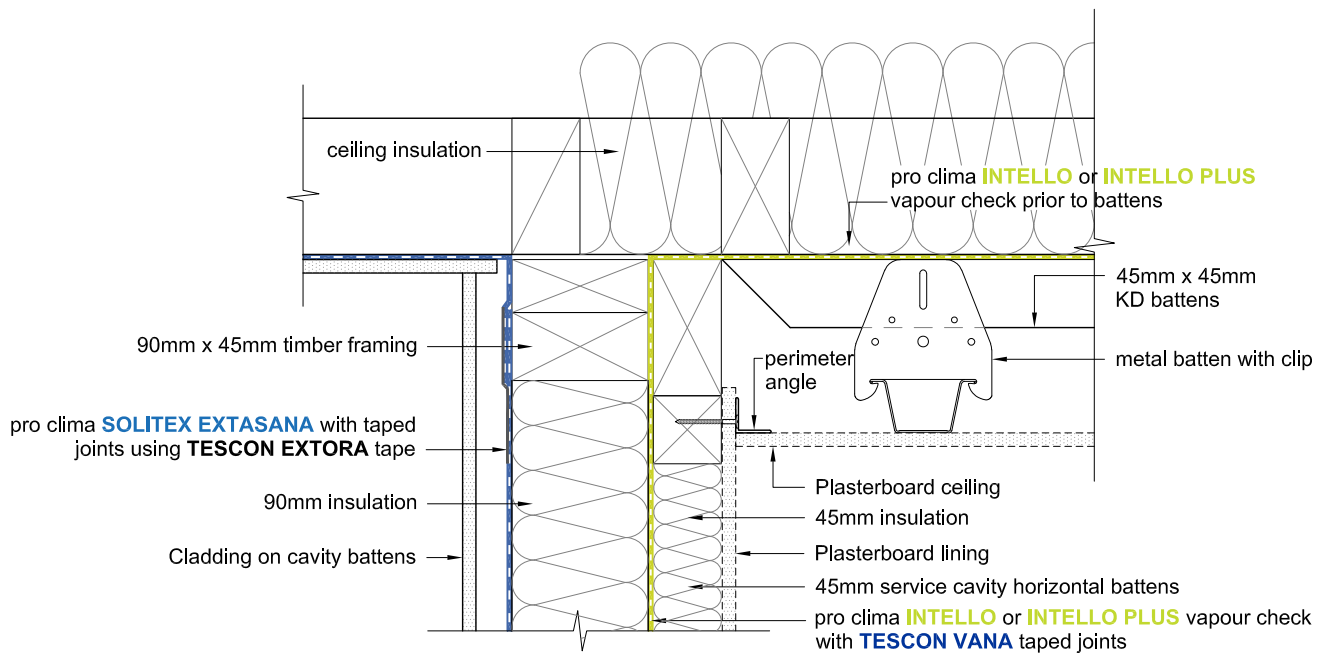 ceiling insulation
pro clima INTELLO or INTELLO PLUS
vapour check prior to battens
45mm x 45mm
KD battens
90mm x 45mm timber framing
perimeter
angle
metal batten with clip
pro clima SOLITEX EXTASANA with taped
joints using TESCON EXTORA tape
90mm insulation
Cladding on cavity battens
Plasterboard ceiling
45mm insulation
Plasterboard lining
45mm service cavity horizontal battens
pro clima INTELLO or INTELLO PLUS vapour check
with TESCON VANA taped joints